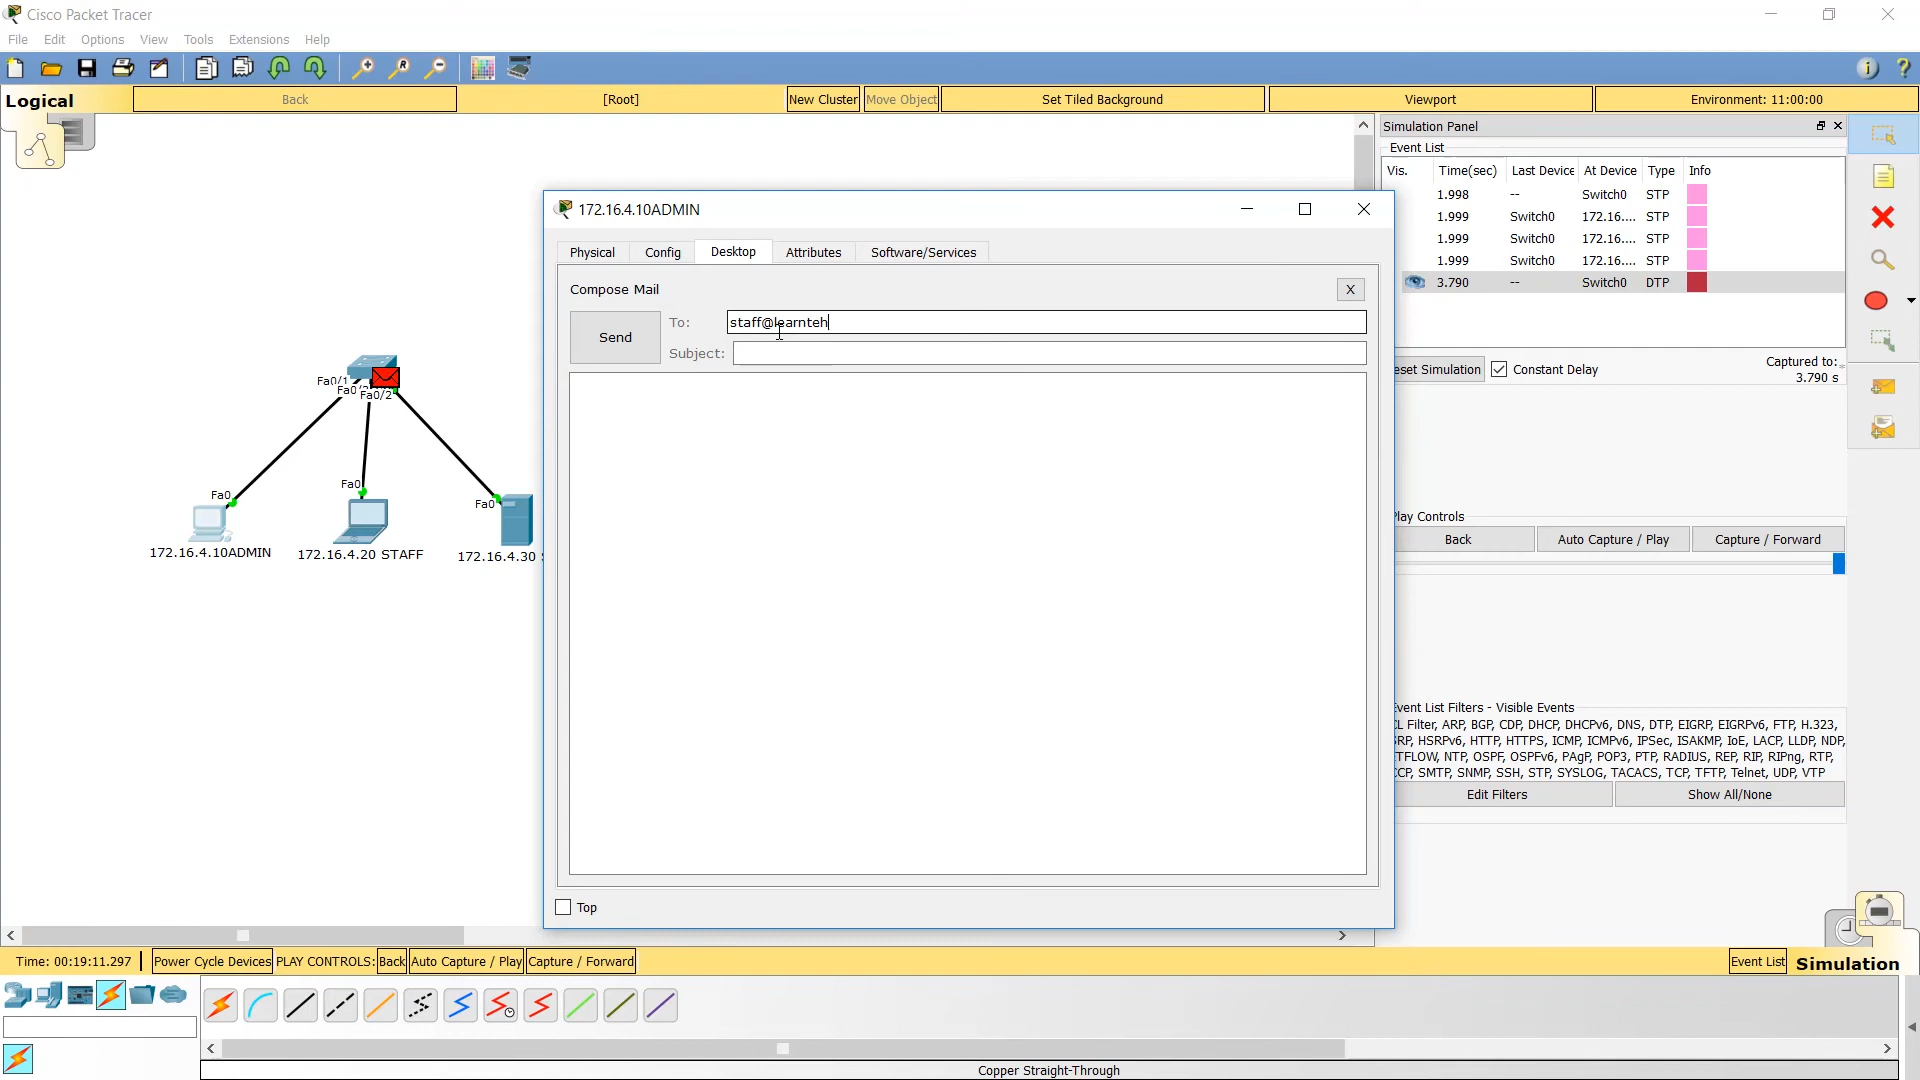 Cisco Packet Tracer
File Edit Options View Tools Extensions Help
Logical Back [Root] New Cluster Move Object Set Tiled Background Viewport Environment: 11:00:00
Simulation Panel
Event List
Vis. Time(sec) Last Device At Device Type Info
1.998 -- Switch0 STP
1.999 Switch0 172.16.... STP
1.999 Switch0 172.16.... STP
1.999 Switch0 172.16.... STP
3.790 -- Switch0 DTP
eset Simulation Constant Delay Captured to:
3.790 s
Play Controls
Back Auto Capture / Play Capture / Forward
Event List Filters - Visible Events
CL Filter, ARP, BGP, CDP, DHCP, DHCPv6, DNS, DTP, EIGRP, EIGRPv6, FTP, H.323,
SRP, HSRPv6, HTTP, HTTPS, ICMP, ICMPv6, IPSec, ISAKMP, IoE, LACP, LLDP, NDP,
ETFLOW, NTP, OSPF, OSPFv6, PAgP, POP3, PTP, RADIUS, REP, RIP, RIPng, RTP,
CCP, SMTP, SNMP, SSH, STP, SYSLOG, TACACS, TCP, TFTP, Telnet, UDP, VTP
Edit Filters Show All/None
172.16.4.10ADMIN
Physical Config Desktop Attributes Software/Services
Compose Mail X
Send
To: staff@learnteh
Subject:
Top
Fa0/1
Fa0/2
Fa0
Fa0
Fa0
172.16.4.10ADMIN
172.16.4.20 STAFF
172.16.4.30
Time: 00:19:11.297 Power Cycle Devices PLAY CONTROLS: Back Auto Capture / Play Capture / Forward Event List Simulation
Copper Straight-Through